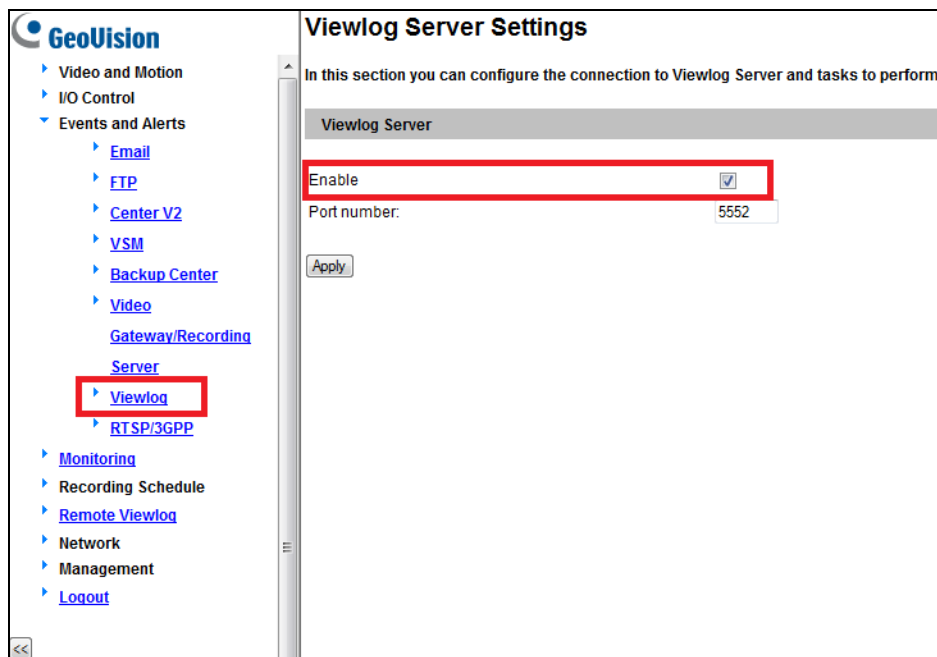 GeoVision
Video and Motion
I/O Control
Events and Alerts
Email
FTP
Center V2
VSM
Backup Center
Video
Gateway/Recording
Server
Viewlog
RTSP/3GPP
Monitoring
Recording Schedule
Remote Viewlog
Network
Management
Logout
<<
Viewlog Server Settings
In this section you can configure the connection to Viewlog Server and tasks to perform
Viewlog Server
Enable
Port number: 5552
Apply